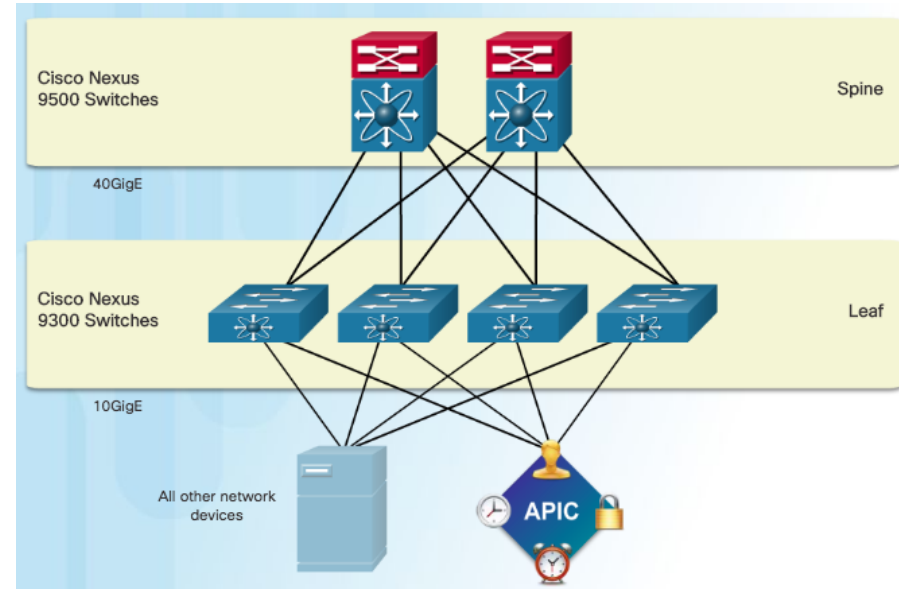 Cisco Nexus
9500 Switches
Spine
40GigE
Cisco Nexus
9300 Switches
Leaf
10GigE
All other network
devices
APIC